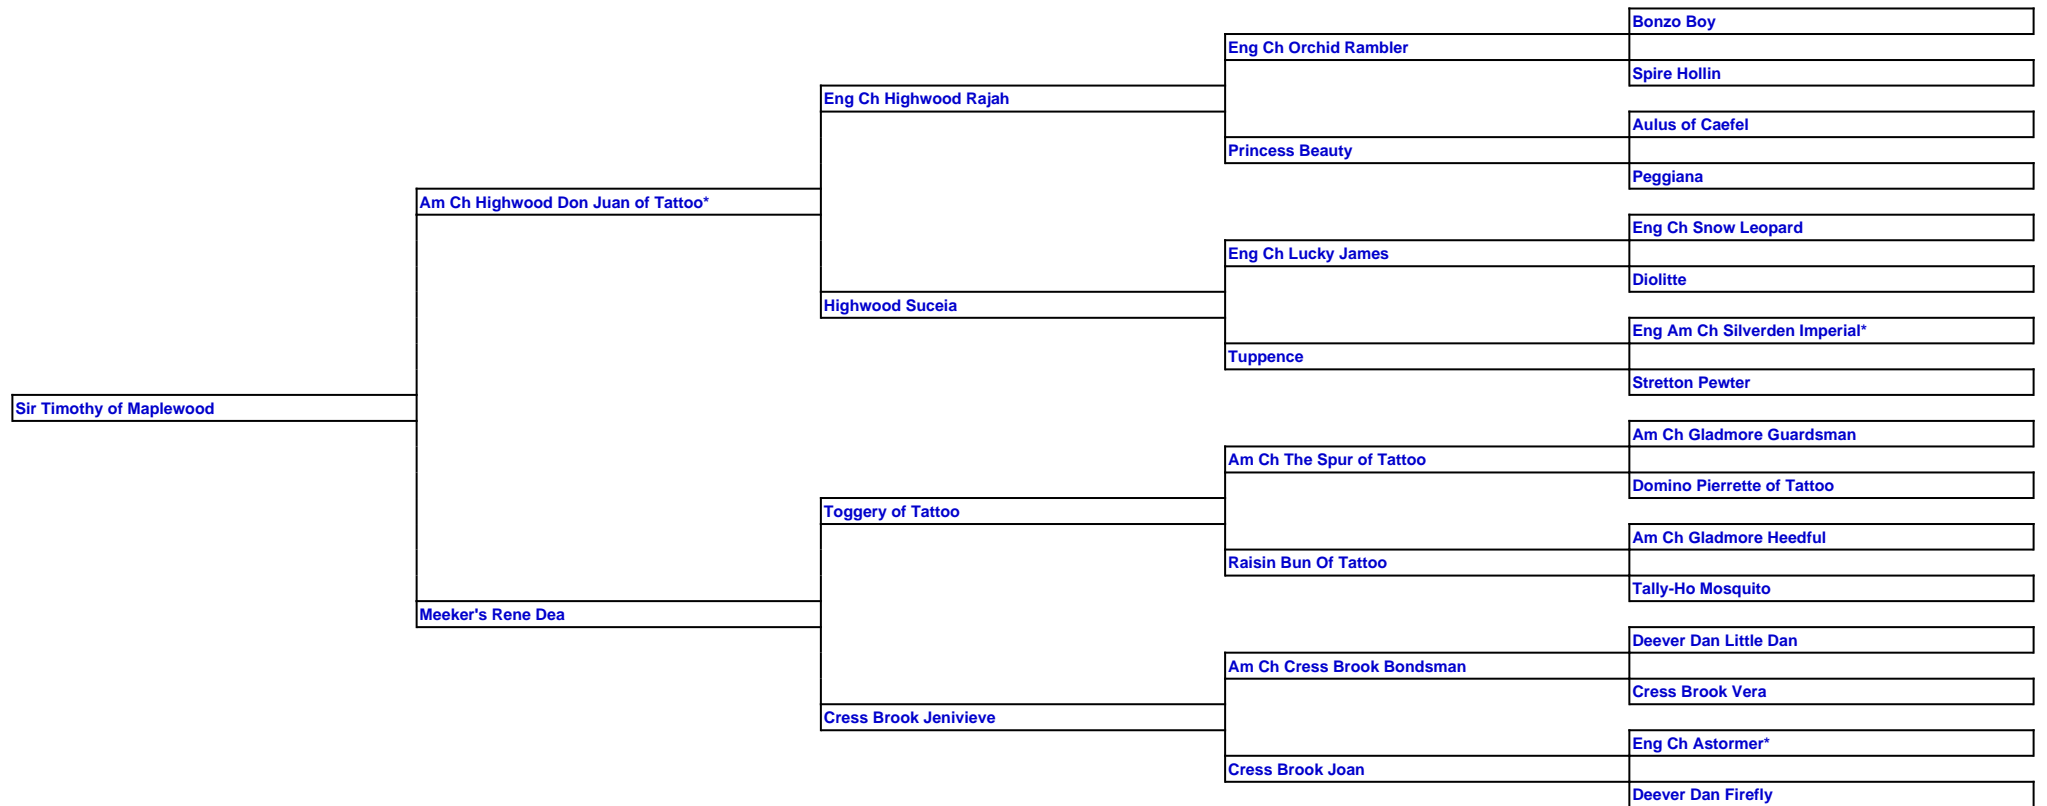 Bonzo Boy
Eng Ch Orchid Rambler
Spire Hollin
Eng Ch Highwood Rajah
Aulus of Caefel
Princess Beauty
Peggiana
Am Ch Highwood Don Juan of Tattoo*
Eng Ch Snow Leopard
Eng Ch Lucky James
Diolitte
Highwood Suceia
Eng Am Ch Silverden Imperial*
Tuppence
Stretton Pewter
Sir Timothy of Maplewood
Am Ch Gladmore Guardsman
Am Ch The Spur of Tattoo
Domino Pierrette of Tattoo
Toggery of Tattoo
Am Ch Gladmore Heedful
Raisin Bun Of Tattoo
Tally-Ho Mosquito
Meeker's Rene Dea
Deever Dan Little Dan
Am Ch Cress Brook Bondsman
Cress Brook Vera
Cress Brook Jenivieve
Eng Ch Astormer*
Cress Brook Joan
Deever Dan Firefly